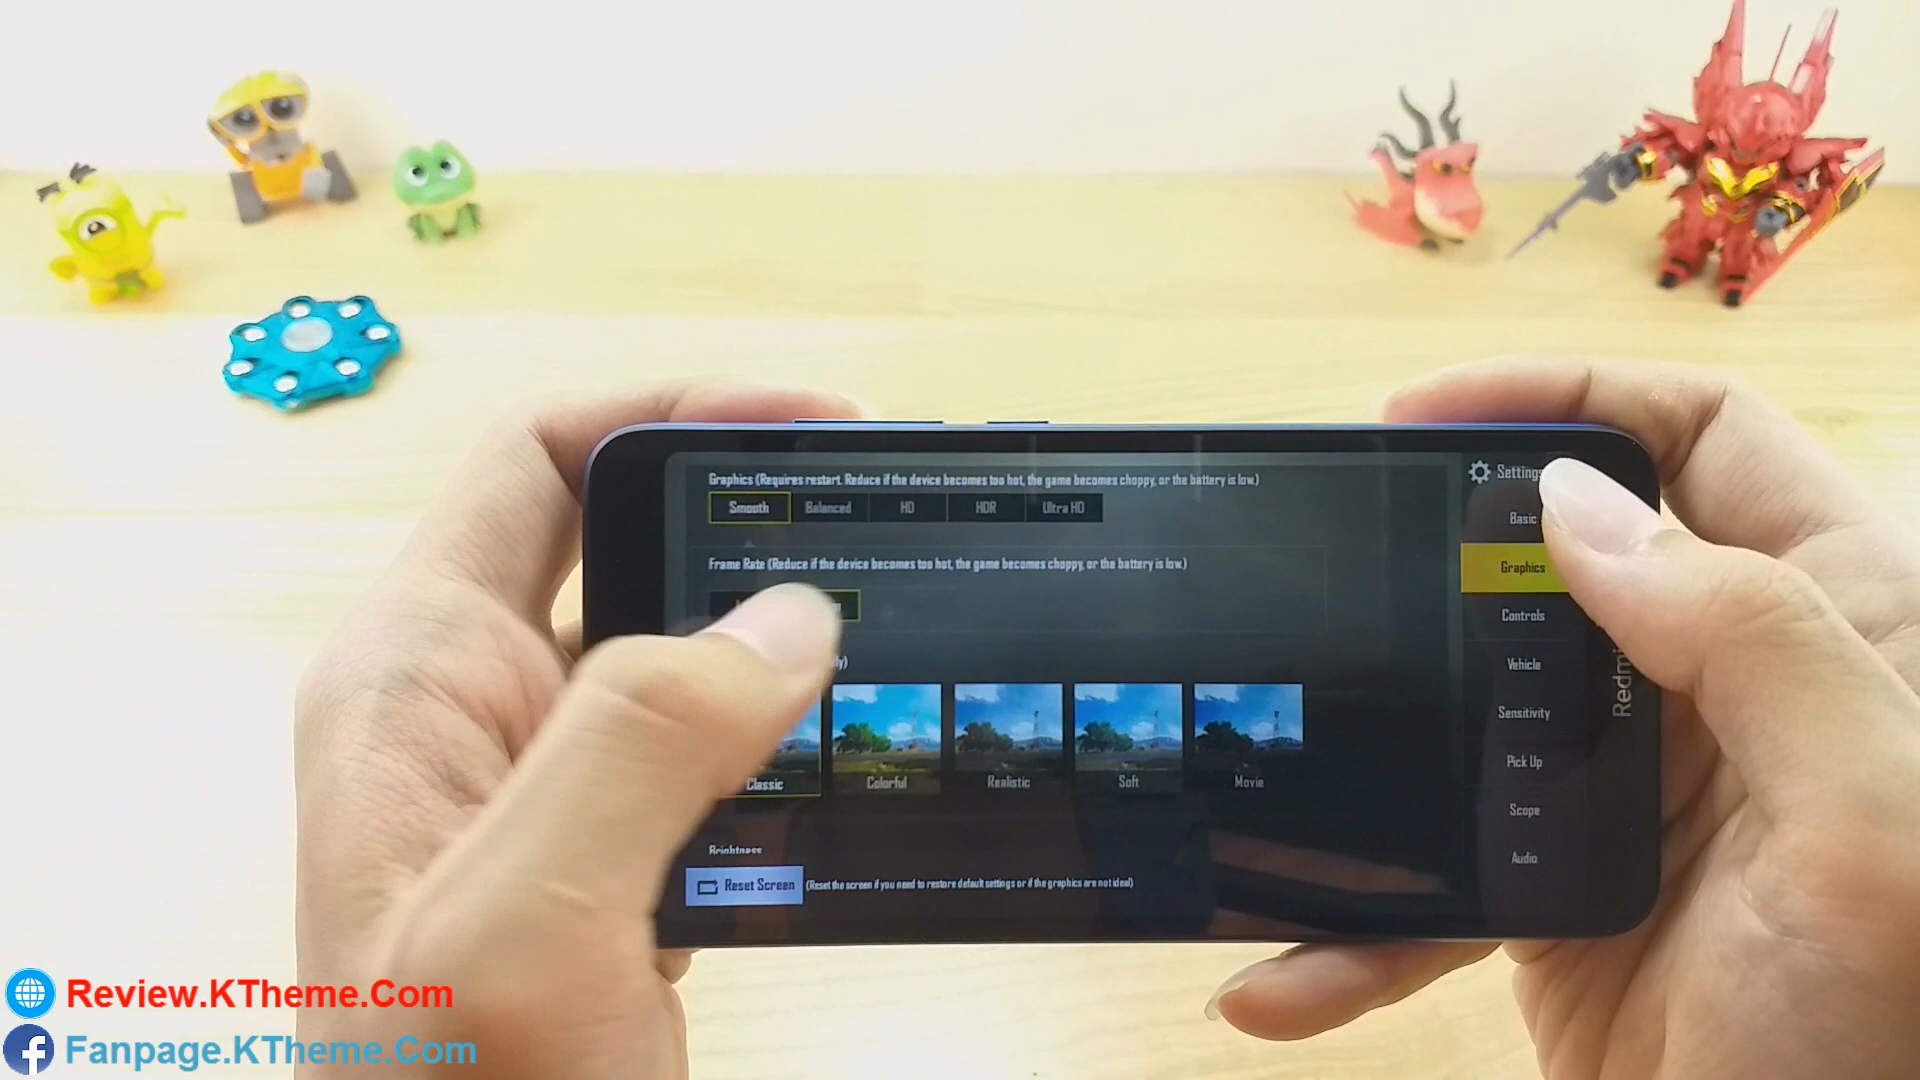 Graphics (Requires restart. Reduce if the device becomes too hot, the game becomes choppy, or the battery is low.)
Smooth Balanced HD HDR Ultra HD
Frame Rate (Reduce if the device becomes too hot, the game becomes choppy, or the battery is low.)
Classic Colorful Realistic Soft Movie
Brightness
Reset Screen (Reset the screen if you need to restore default settings or if the graphics are not ideal)
Settings
Basic
Graphics
Controls
Vehicle
Sensitivity
Pick Up
Scope
Audio
Redmi
Review.KTheme.Com
Fanpage.KTheme.Com